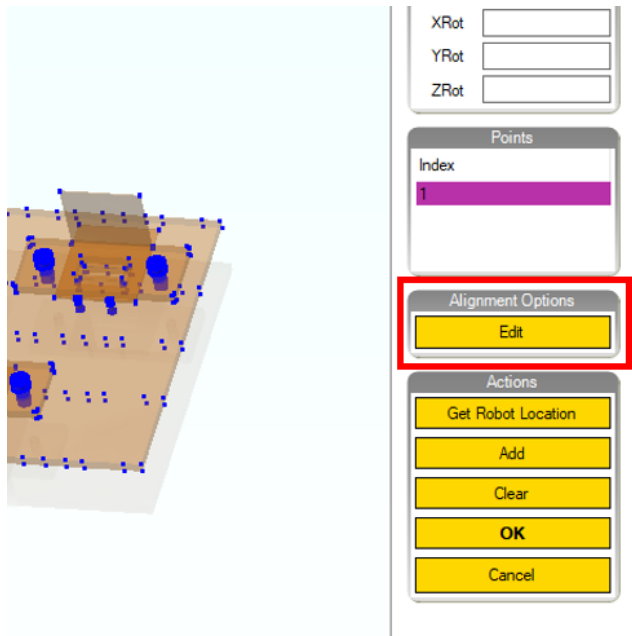 XRot
YRot
ZRot
Points
Index
1
Alignment Options
Edit
Actions
Get Robot Location
Add
Clear
OK
Cancel